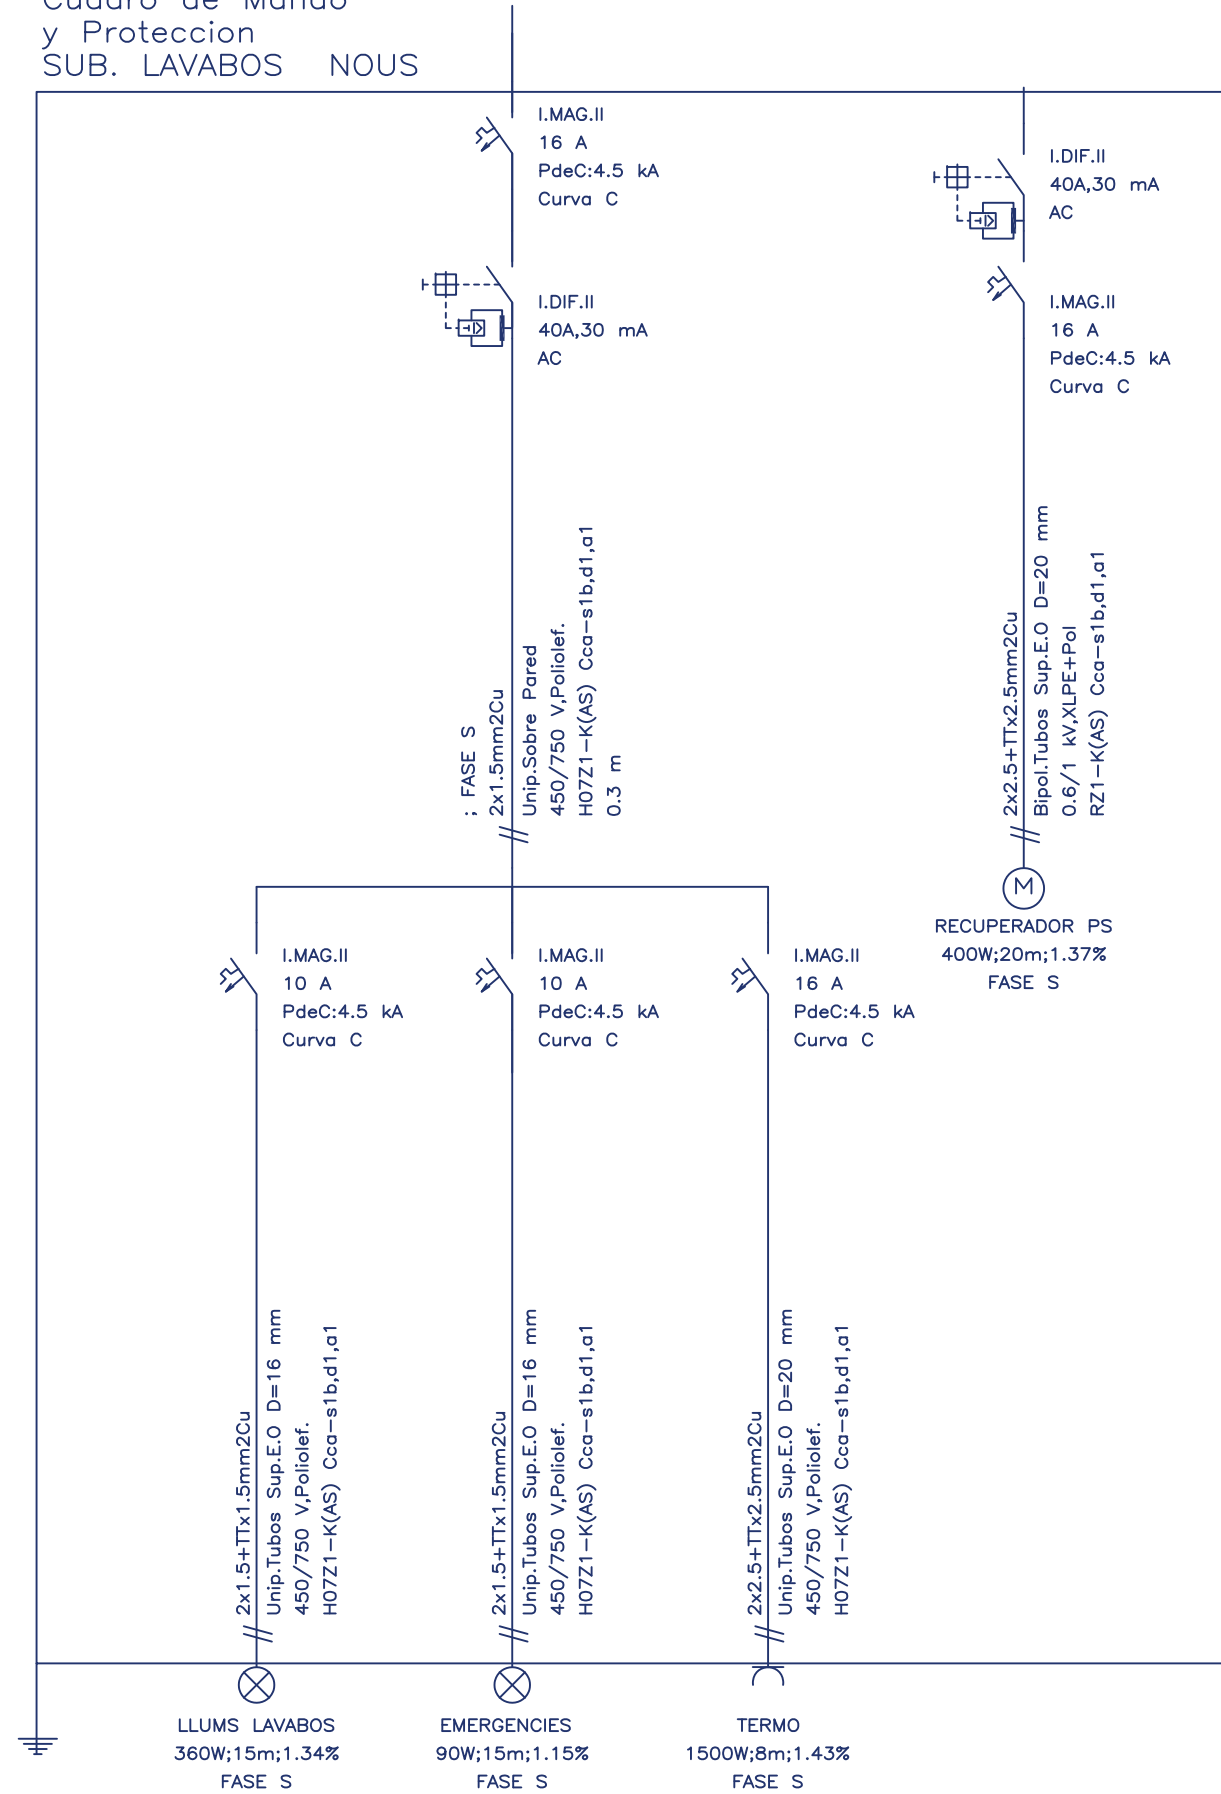 Cuadro de Mando
y Proteccion
SUB. LAVABOS NOUS
I.MAG.II
16 A
PdeC:4.5 kA
Curva C
I.DIF.II
40A,30 mA
AC
I.DIF.II
40A,30 mA
AC
I.MAG.II
16 A
PdeC:4.5 kA
Curva C
; FASE S
2x1.5mm2Cu
Unip.Sobre Pared
450/750 V,Poliolef.
H07Z1-K(AS) Cca-s1b,d1,a1
0.3 m
2x2.5+TTx2.5mm2Cu
Bipol.Tubos Sup.E.O D=20 mm
0.6/1 kV,XLPE+Pol
RZ1-K(AS) Cca-s1b,d1,a1
M
RECUPERADOR PS
400W;20m;1.37%
FASE S
I.MAG.II
10 A
PdeC:4.5 kA
Curva C
I.MAG.II
10 A
PdeC:4.5 kA
Curva C
I.MAG.II
16 A
PdeC:4.5 kA
Curva C
2x1.5+TTx1.5mm2Cu
Unip.Tubos Sup.E.O D=16 mm
450/750 V,Poliolef.
H07Z1-K(AS) Cca-s1b,d1,a1
2x1.5+TTx1.5mm2Cu
Unip.Tubos Sup.E.O D=16 mm
450/750 V,Poliolef.
H07Z1-K(AS) Cca-s1b,d1,a1
2x2.5+TTx2.5mm2Cu
Unip.Tubos Sup.E.O D=20 mm
450/750 V,Poliolef.
H07Z1-K(AS) Cca-s1b,d1,a1
LLUMS LAVABOS
360W;15m;1.34%
FASE S
EMERGENCIES
90W;15m;1.15%
FASE S
TERMO
1500W;8m;1.43%
FASE S